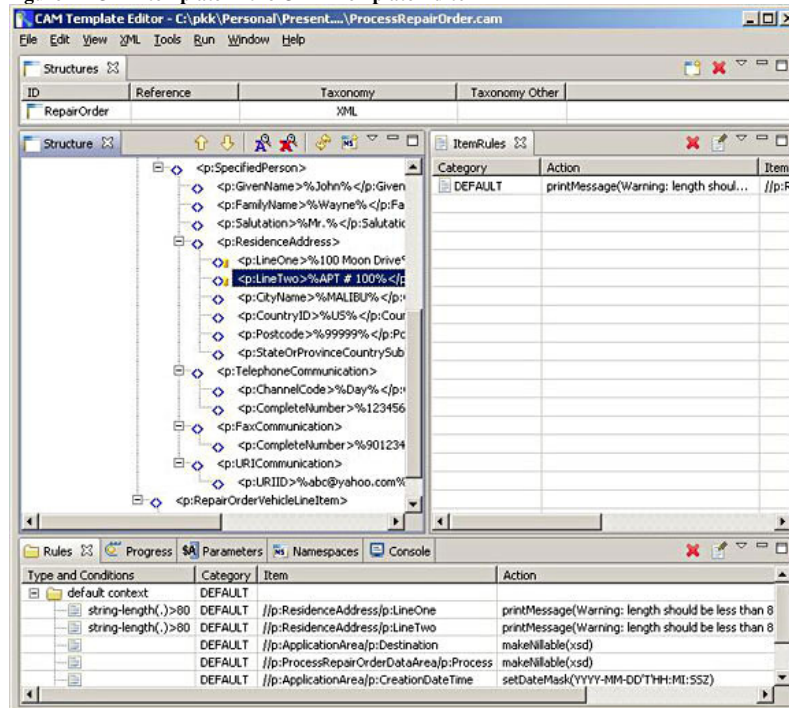 CAM Template Editor - C:\pkk\Personal\Present....\ProcessRepairOrder.cam
File Edit View XML Tools Run Window Help
Structures
ID Reference Taxonomy Taxonomy Other
RepairOrder XML
Structure
<p:SpecifiedPerson>
<p:GivenName>%John%</p:Given
<p:FamilyName>%Wayne%</p:Fa
<p:Salutation>%Mr.%</p:Salutatic
<p:ResidenceAddress>
<p:LineOne>%100 Moon Drive%
<p:LineTwo>%APT # 100%</p
<p:CityName>%MALIBU%</p:
<p:CountryID>%US%</p:Cour
<p:Postcode>%99999%</p:Pc
<p:StateOrProvinceCountrySub
<p:TelephoneCommunication>
<p:ChannelCode>%Day%</p:
<p:CompleteNumber>%123456
<p:FaxCommunication>
<p:CompleteNumber>%901234
<p:URICommunication>
<p:URIID>%abc@yahoo.com%
<p:RepairOrderVehicleLineItem>
ItemRules
Category Action Item
DEFAULT printMessage(Warning: length shoul... //p:R
Rules Progress Parameters Namespaces Console
Type and Conditions Category Item Action
default context DEFAULT
string-length(.)>80 DEFAULT //p:ResidenceAddress/p:LineOne printMessage(Warning: length should be less than 8
string-length(.)>80 DEFAULT //p:ResidenceAddress/p:LineTwo printMessage(Warning: length should be less than 8
DEFAULT //p:ApplicationArea/p:Destination makeNillable(xsd)
DEFAULT //p:ProcessRepairOrderDataArea/p:Process makeNillable(xsd)
DEFAULT //p:ApplicationArea/p:CreationDateTime setDateMask(YYYY-MM-DD'T'HH:MI:SSZ)